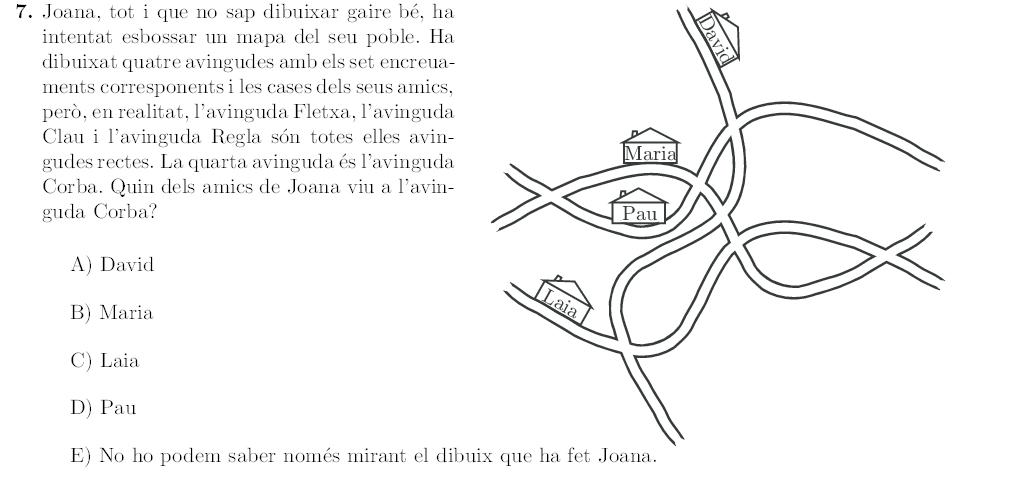 7. Joana, tot i que no sap dibuixar gaire bé, ha
intentat esbossar un mapa del seu poble. Ha
dibuixat quatre avingudes amb els set encreua-
ments corresponents i les cases dels seus amics,
però, en realitat, l'avinguda Fletxa, l'avinguda
Clau i l'avinguda Regla són totes elles avin-
gudes rectes. La quarta avinguda és l'avinguda
Corba. Quin dels amics de Joana viu a l'avin-
guda Corba?
A) David
B) Maria
C) Laia
D) Pau
E) No ho podem saber només mirant el dibuix que ha fet Joana.
David
Maria
Pau
Laia